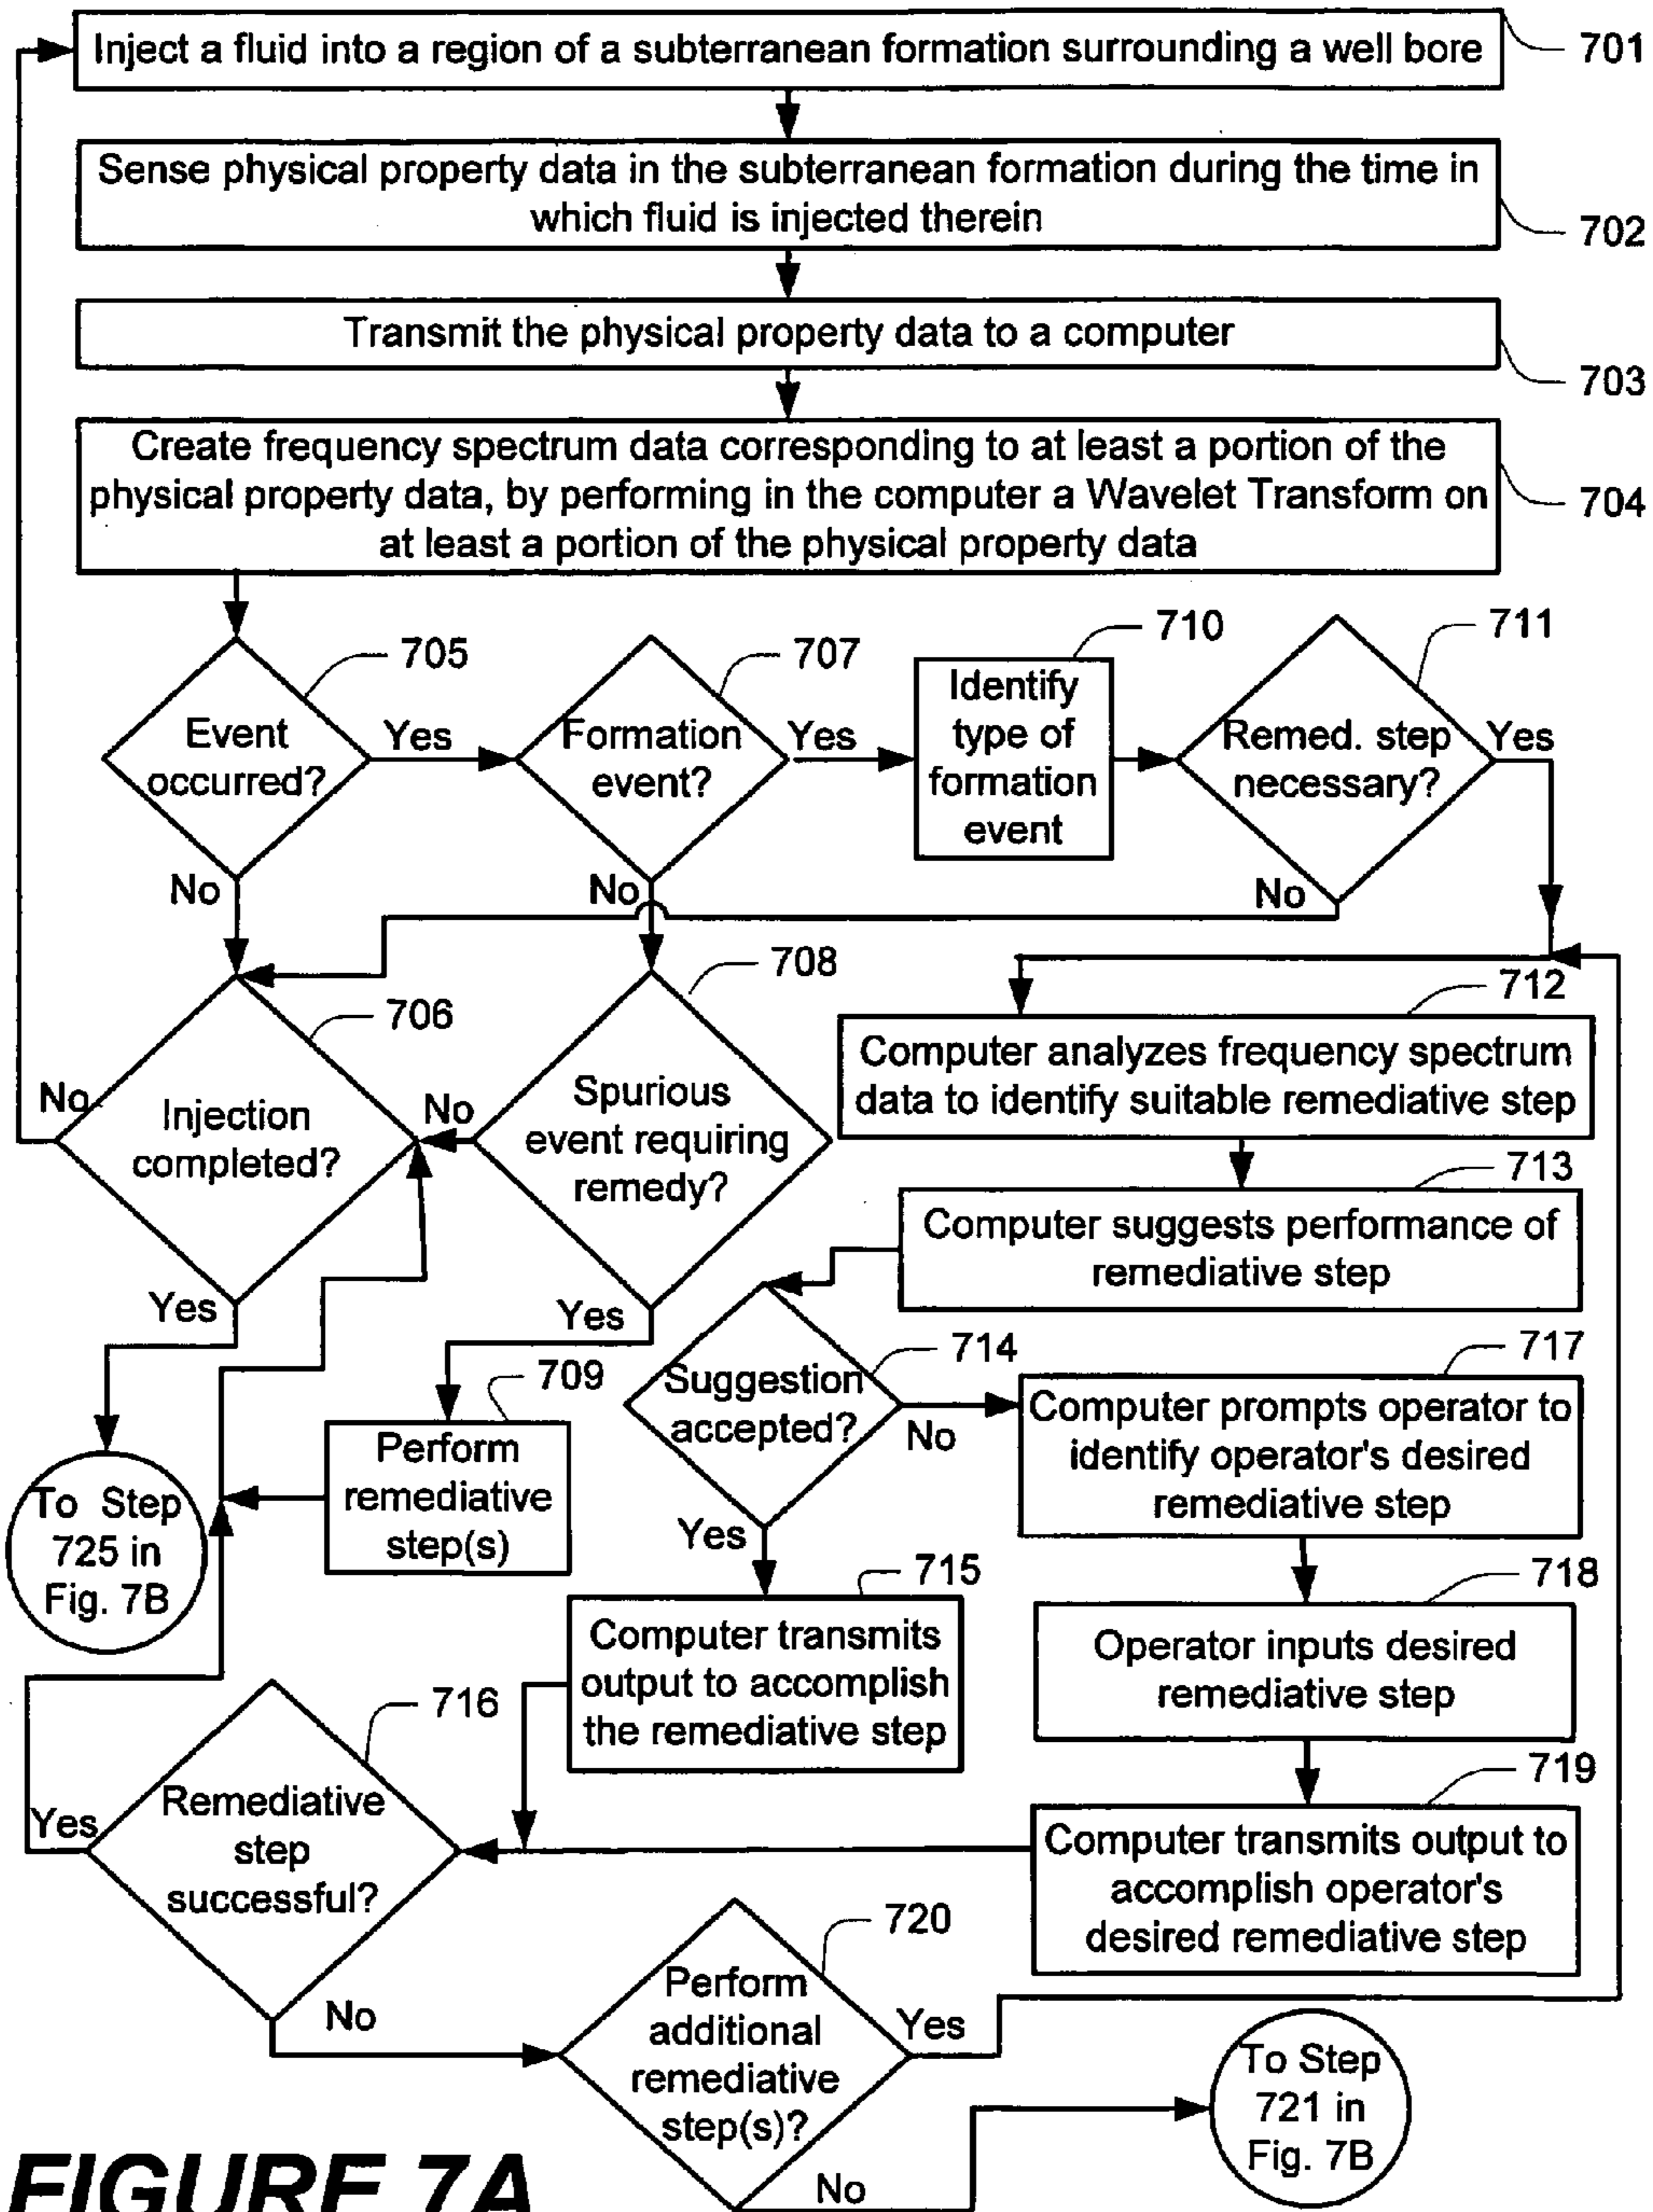 Inject a fluid into a region of a subterranean formation surrounding a well bore
701
Sense physical property data in the subterranean formation during the time in
which fluid is injected therein
702
Transmit the physical property data to a computer
703
Create frequency spectrum data corresponding to at least a portion of the
physical property data, by performing in the computer a Wavelet Transform on
at least a portion of the physical property data
704
705
Event
occurred?
Yes
No
707
Formation
event?
Yes
No
710
Identify
type of
formation
event
711
Remed. step
necessary?
Yes
No
706
Injection
completed?
No
Yes
708
Spurious
event requiring
remedy?
No
Yes
712
Computer analyzes frequency spectrum
data to identify suitable remediative step
713
Computer suggests performance of
remediative step
709
Perform
remediative
step(s)
714
Suggestion
accepted?
No
Yes
717
Computer prompts operator to
identify operator's desired
remediative step
To Step
725 in
Fig. 7B
715
Computer transmits
output to accomplish
the remediative step
718
Operator inputs desired
remediative step
716
Remediative
step
successful?
Yes
No
719
Computer transmits output to
accomplish operator's
desired remediative step
720
Perform
additional
remediative
step(s)?
Yes
No
To Step
721 in
Fig. 7B
FIGURE 7A